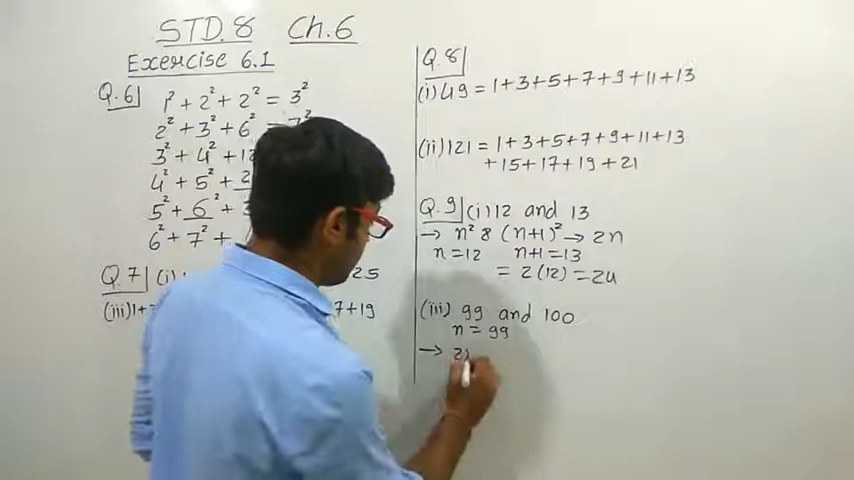 STD.8 Ch.6
Exercise 6.1
Q.6 1² + 2² + 2² = 3²
2² + 3² + 6² = 7²
3² + 4² +
4² + 5² +
5² + 6² +
6² + 7² +
Q.7 (i) 25
(iii) 1+ 7+19
Q.8
(i) 49 = 1+3+5+7+9+11+13
(ii) 121 = 1+3+5+7+9+11+13
+15+17+19+21
Q.9 (i) 12 and 13
→ n² & (n+1)² → 2n
n=12 n+1=13
= 2(12) = 24
(iii) 99 and 100
n = 99
→ 2